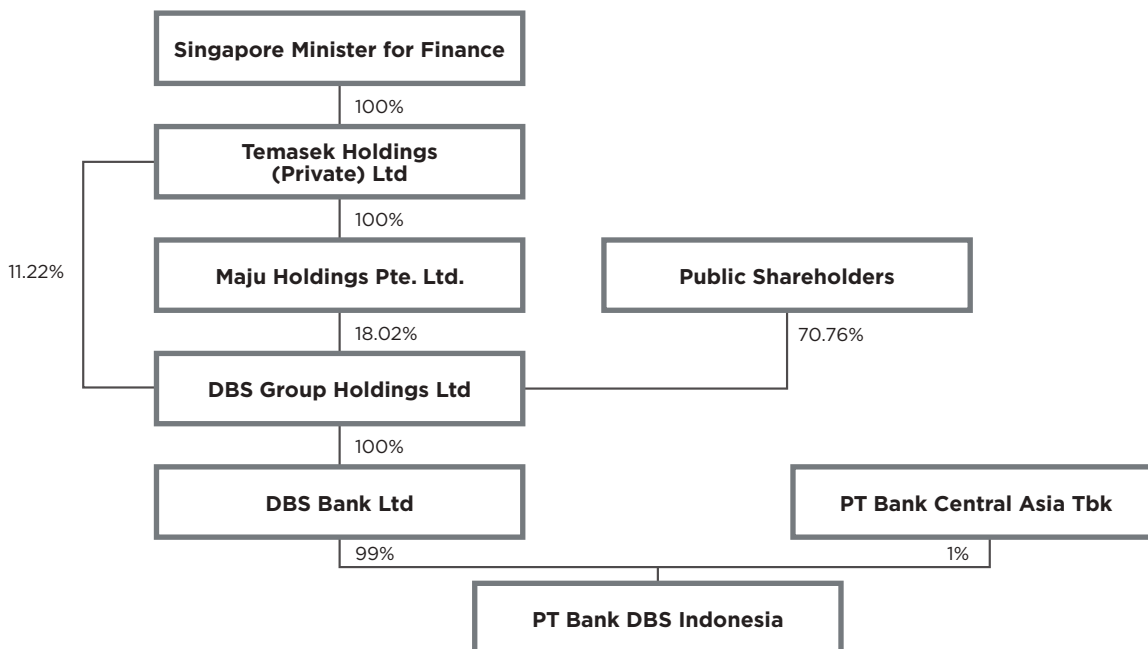 Singapore Minister for Finance
100%
Temasek Holdings
(Private) Ltd
100%
11.22%
Maju Holdings Pte. Ltd.
Public Shareholders
18.02%
70.76%
DBS Group Holdings Ltd
100%
DBS Bank Ltd
PT Bank Central Asia Tbk
99%
1%
PT Bank DBS Indonesia